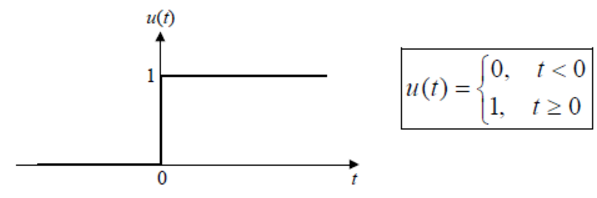 u(t)
1
0
t
u(t) = {0, t < 0
1, t ≥ 0